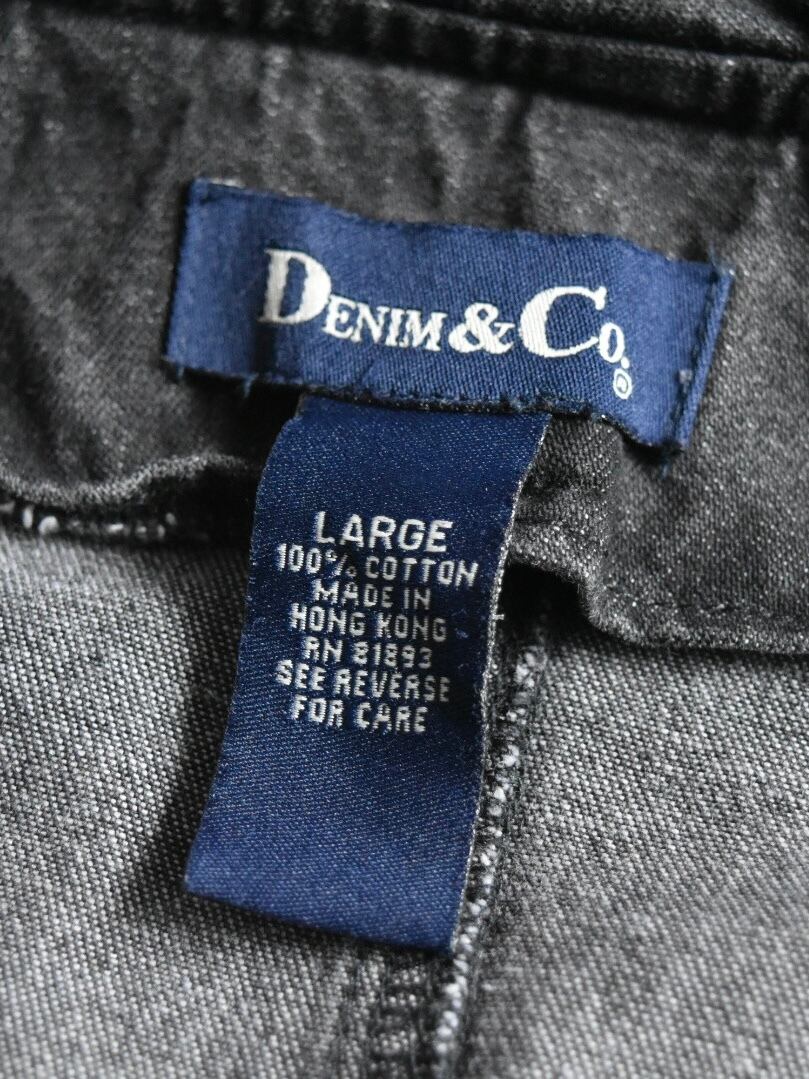 DENIM & CO.®
LARGE
100% COTTON
MADE IN
HONG KONG
RN 81893
SEE REVERSE
FOR CARE